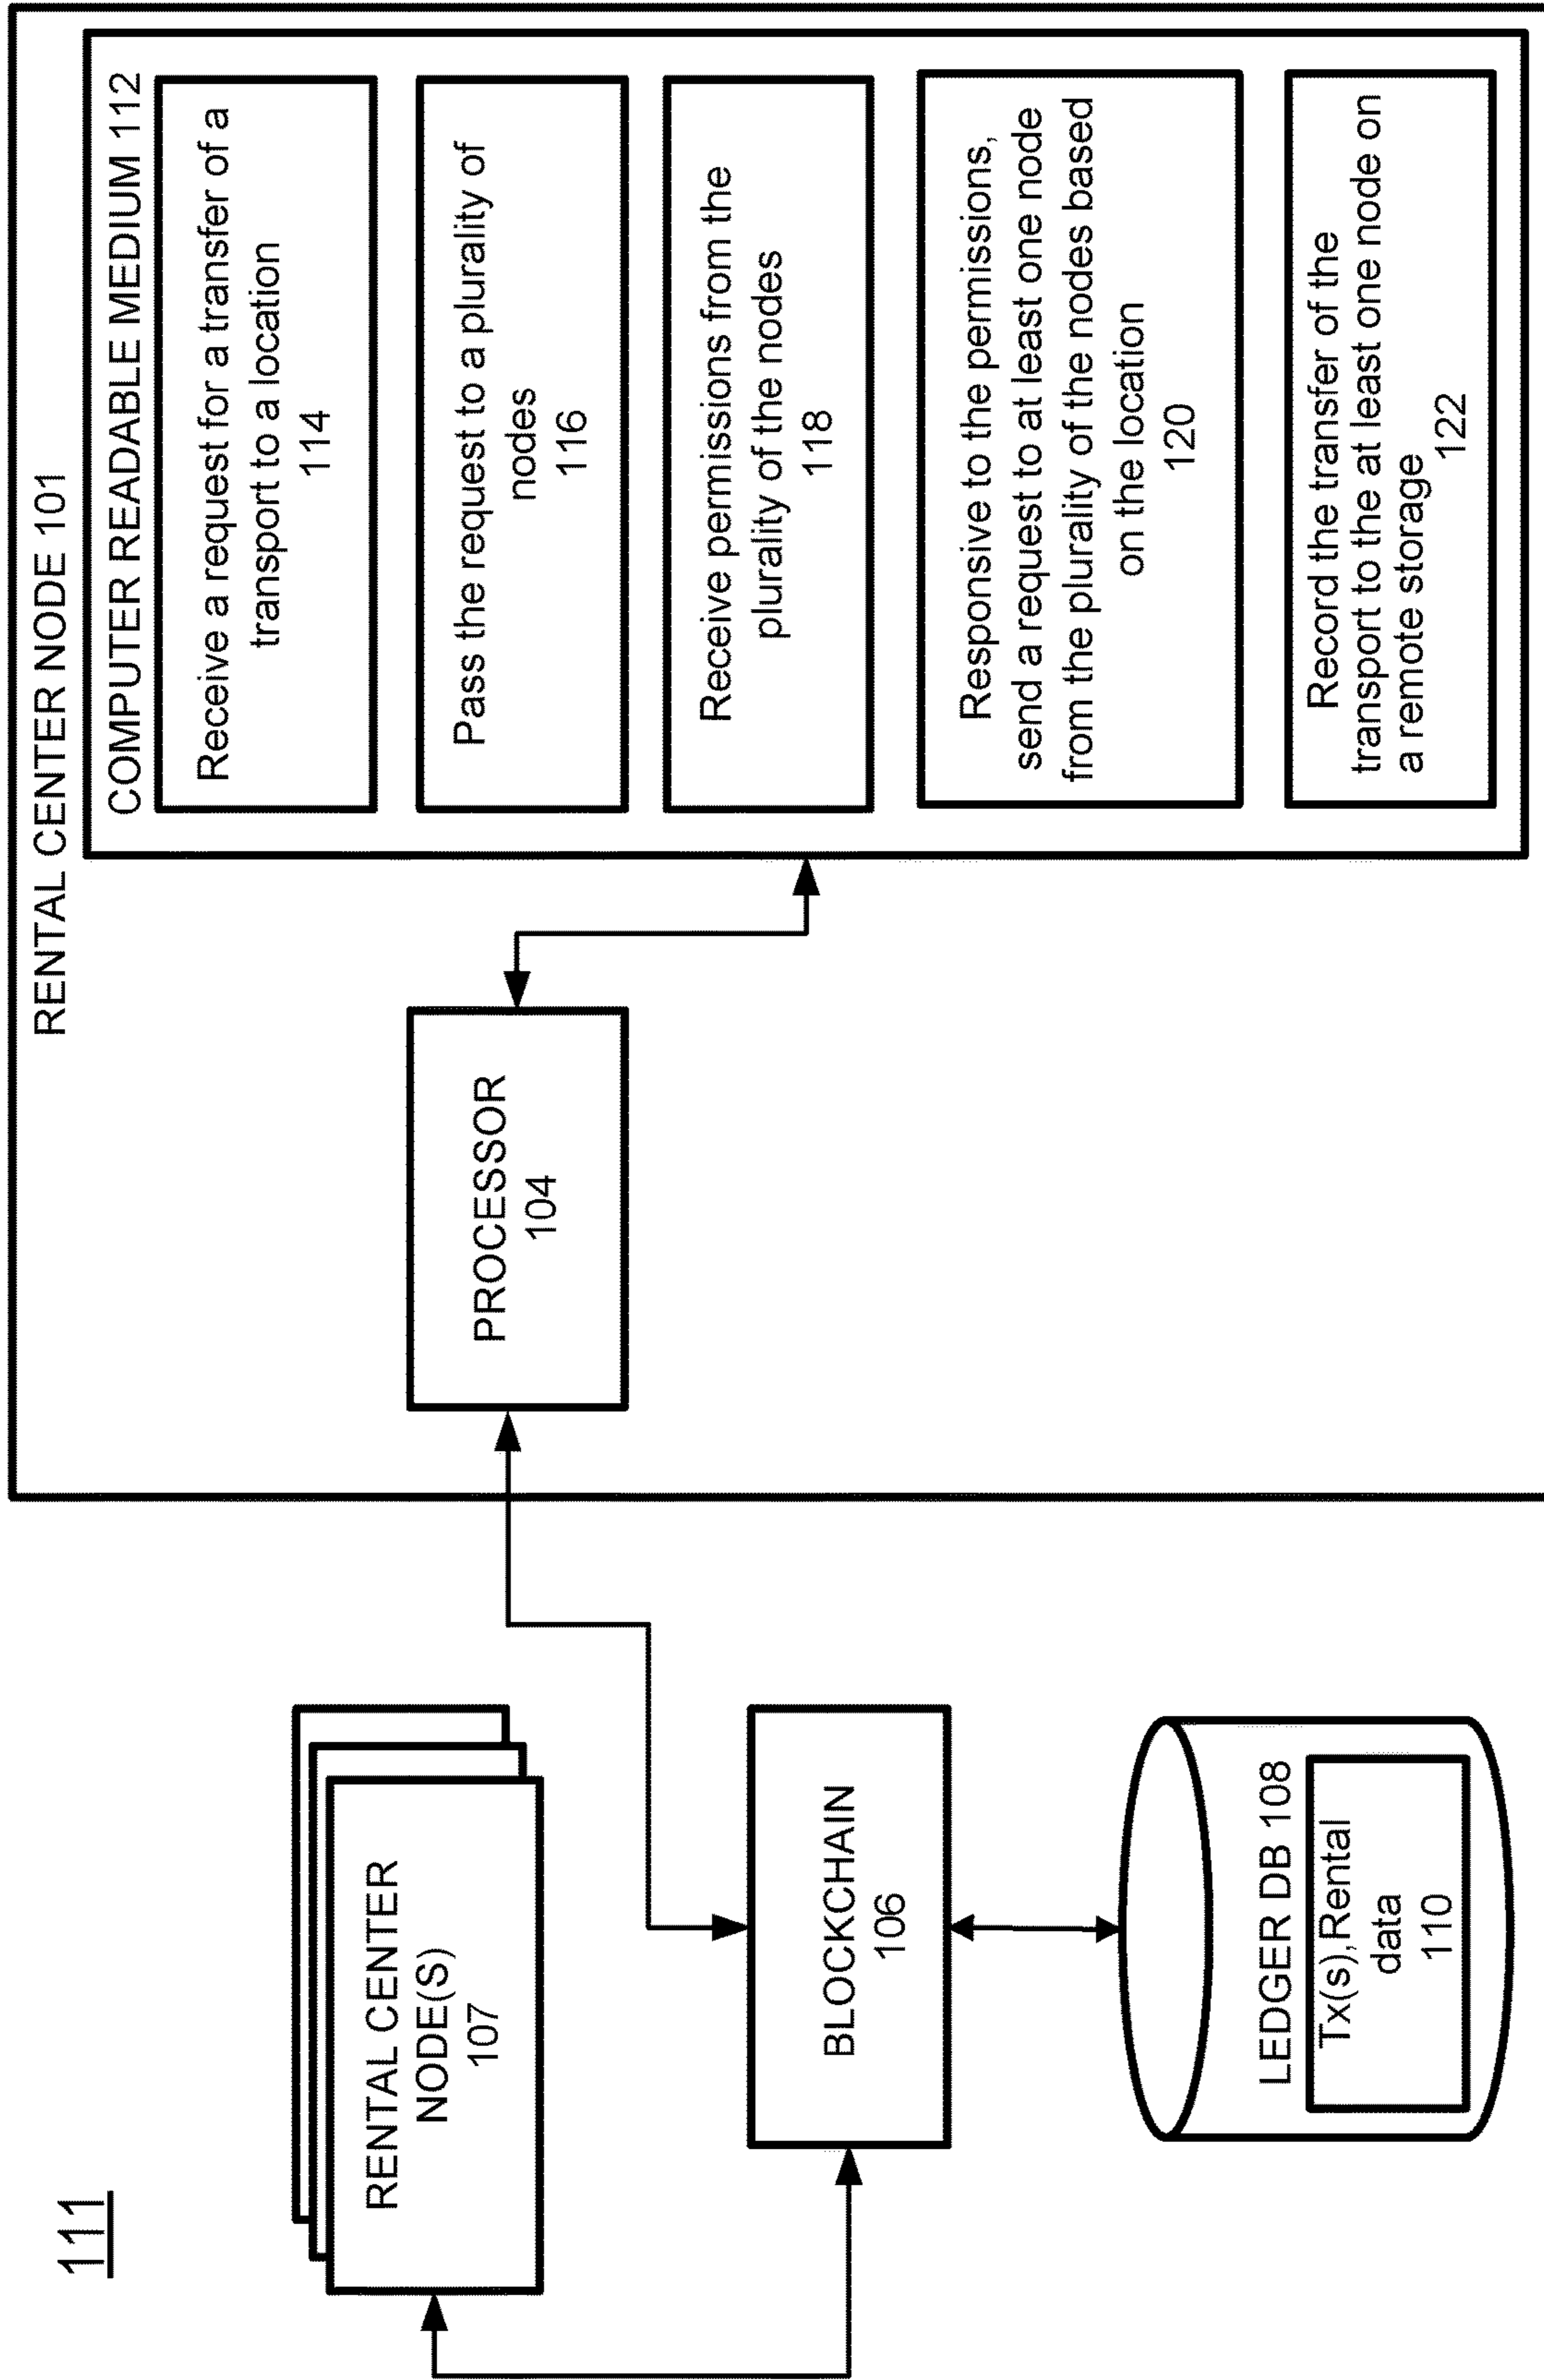 111
RENTAL CENTER
NODE(S)
107
BLOCKCHAIN
106
LEDGER DB 108
Tx(s),Rental
data
110
RENTAL CENTER NODE 101
PROCESSOR
104
COMPUTER READABLE MEDIUM 112
Receive a request for a transfer of a
transport to a location
114
Pass the request to a plurality of
nodes
116
Receive permissions from the
plurality of the nodes
118
Responsive to the permissions,
send a request to at least one node
from the plurality of the nodes based
on the location
120
Record the transfer of the
transport to the at least one node on
a remote storage
122